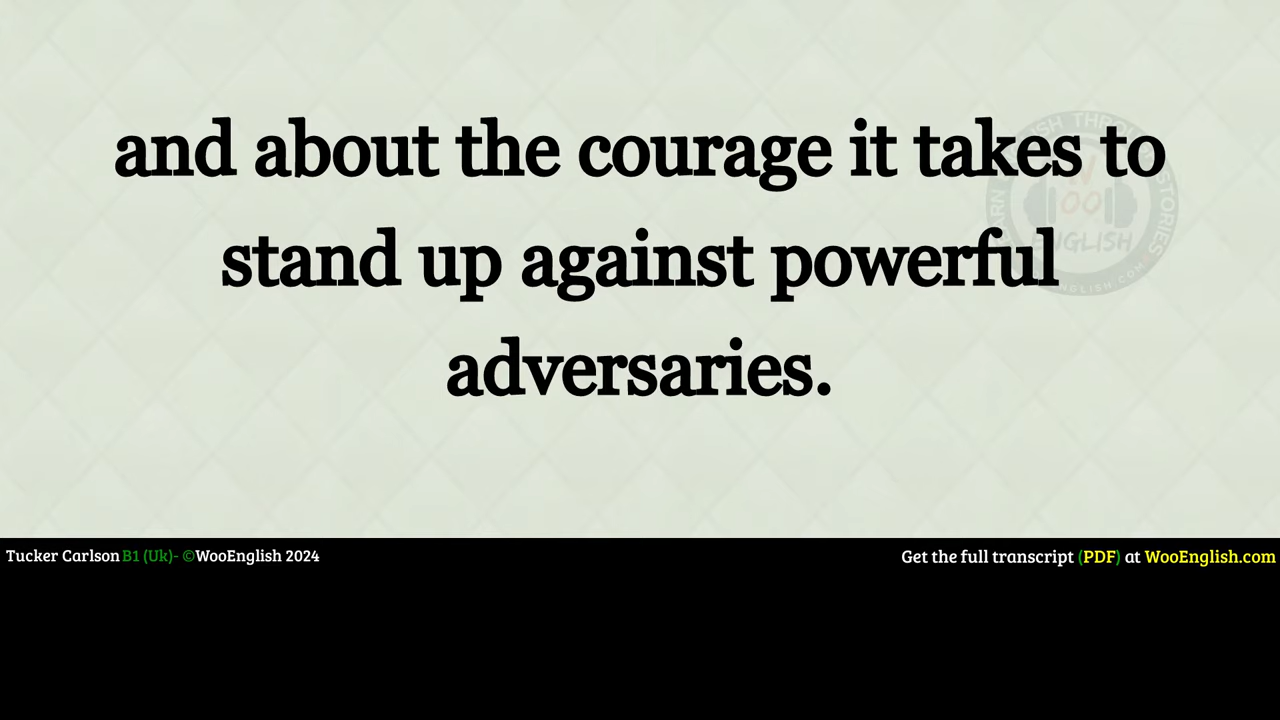 and about the courage it takes to
stand up against powerful
adversaries.
Tucker Carlson B1 (Uk)- ©WooEnglish 2024
Get the full transcript (PDF) at WooEnglish.com